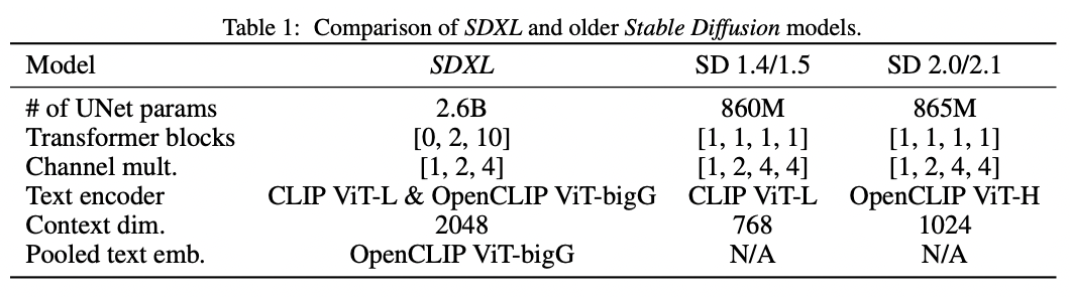 Table 1: Comparison of SDXL and older Stable Diffusion models.
Model SDXL SD 1.4/1.5 SD 2.0/2.1
# of UNet params 2.6B 860M 865M
Transformer blocks [0, 2, 10] [1, 1, 1, 1] [1, 1, 1, 1]
Channel mult. [1, 2, 4] [1, 2, 4, 4] [1, 2, 4, 4]
Text encoder CLIP ViT-L & OpenCLIP ViT-bigG CLIP ViT-L OpenCLIP ViT-H
Context dim. 2048 768 1024
Pooled text emb. OpenCLIP ViT-bigG N/A N/A